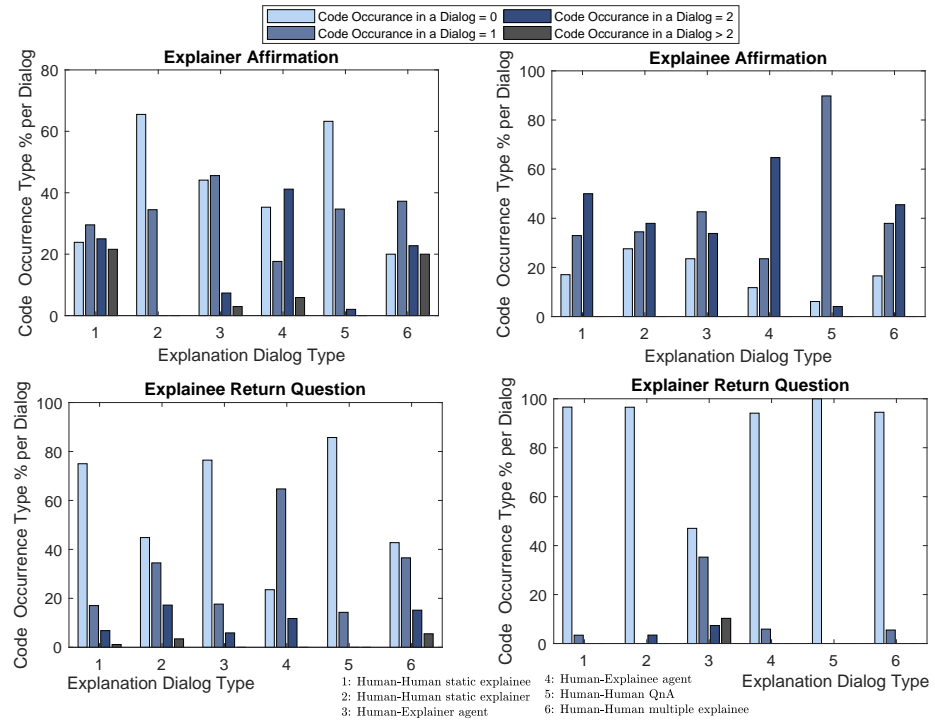 Code Occurance in a Dialog = 0
Code Occurance in a Dialog = 2
Code Occurance in a Dialog = 1
Code Occurance in a Dialog > 2
Explainer Affirmation
Code Occurrence Type % per Dialog
80
60
40
20
0
1 2 3 4 5 6
Explanation Dialog Type
Explainee Affirmation
Code Occurrence Type % per Dialog
100
80
60
40
20
0
1 2 3 4 5 6
Explanation Dialog Type
Explainee Return Question
Code Occurrence Type % per Dialog
100
80
60
40
20
0
1 2 3 4 5 6
Explanation Dialog Type
Explainer Return Question
Code Occurrence Type % per Dialog
100
80
60
40
20
0
1 2 3 4 5 6
Explanation Dialog Type
1: Human-Human static explainee
2: Human-Human static explainer
3: Human-Explainer agent
4: Human-Explainee agent
5: Human-Human QnA
6: Human-Human multiple explainee